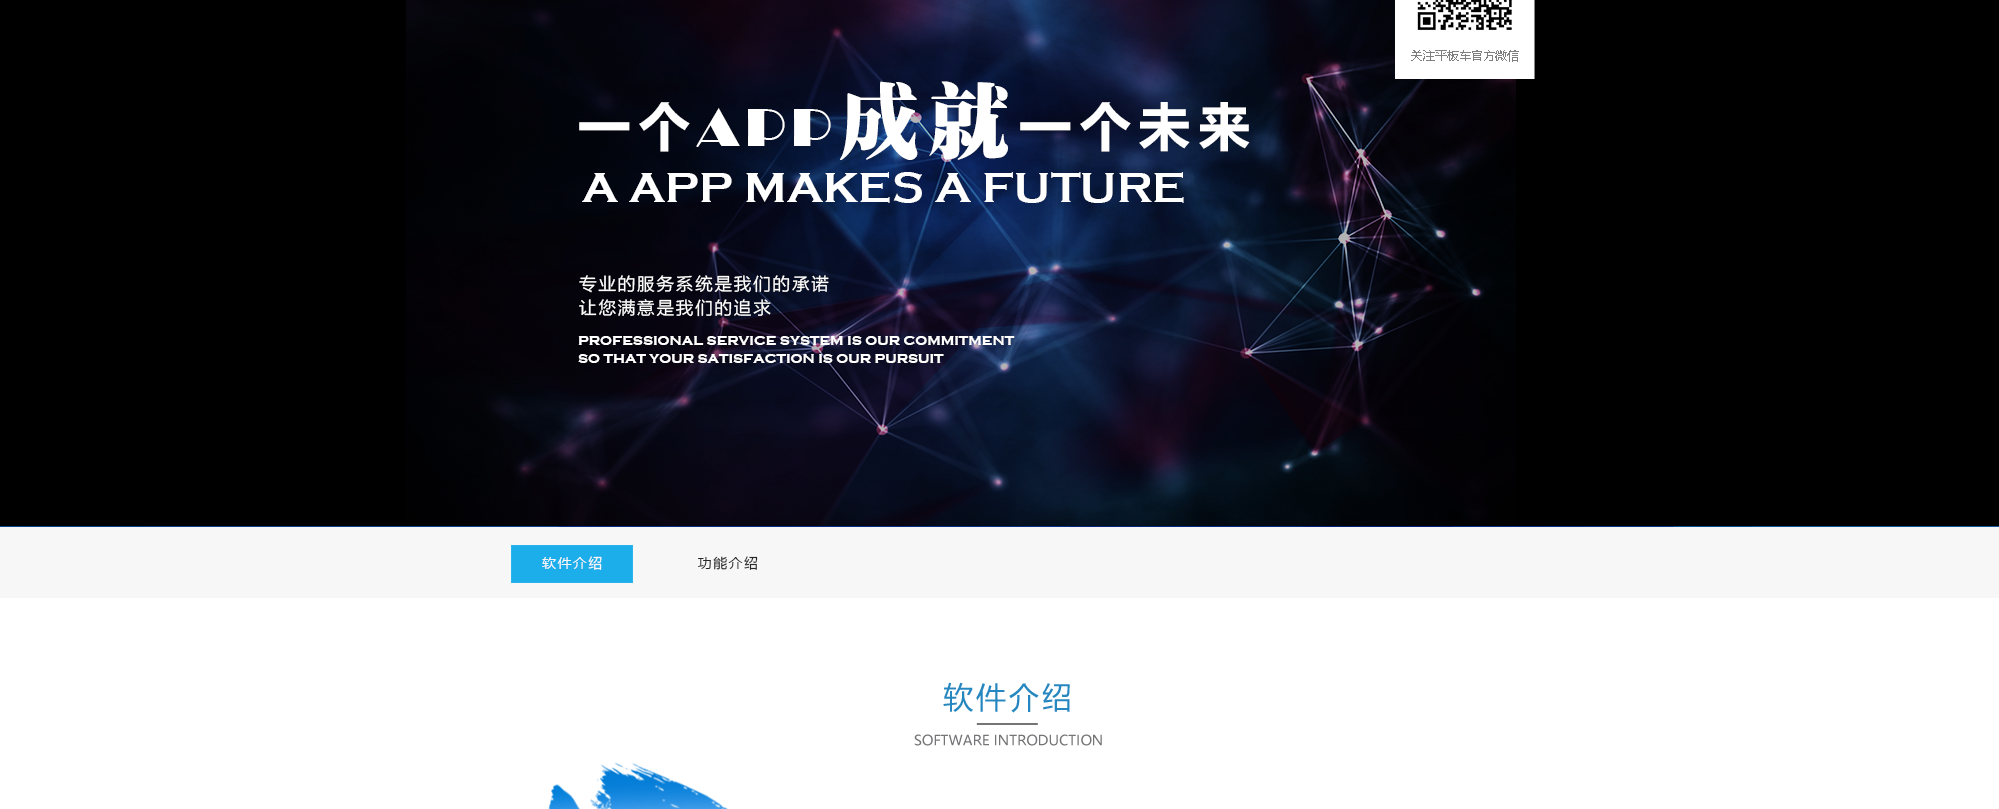 关注平板车官方微信
一个APP成就一个未来
A APP MAKES A FUTURE
专业的服务系统是我们的承诺
让您满意是我们的追求
PROFESSIONAL SERVICE SYSTEM IS OUR COMMITMENT
SO THAT YOUR SATISFACTION IS OUR PURSUIT
软件介绍 功能介绍
软件介绍
SOFTWARE INTRODUCTION